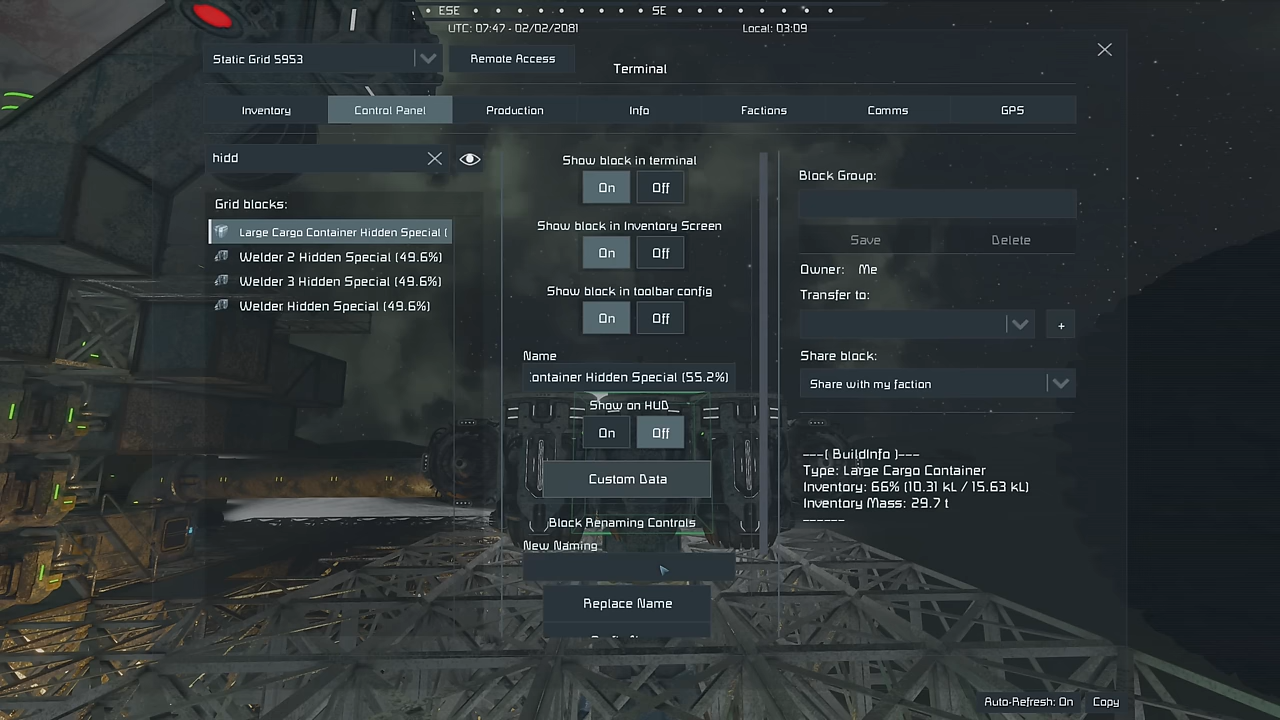 ESE
SE
UTC: 07:47 - 02/02/2081
Local: 03:09
Static Grid 5953
Remote Access
Terminal
Inventory
Control Panel
Production
Info
Factions
Comms
GPS
hidd
Grid blocks:
Large Cargo Container Hidden Special (
Welder 2 Hidden Special (49.6%)
Welder 3 Hidden Special (49.6%)
Welder Hidden Special (49.6%)
Show block in terminal
On
Off
Show block in Inventory Screen
On
Off
Show block in toolbar config
On
Off
Name
ontainer Hidden Special (55.2%)
Show on HUD
On
Off
Custom Data
Block Renaming Controls
New Naming
Replace Name
Block Group:
Save
Delete
Owner: Me
Transfer to:
+
Share block:
Share with my faction
---( BuildInfo )---
Type: Large Cargo Container
Inventory: 66% (10.31 kL / 15.63 kL)
Inventory Mass: 29.7 t
------
Auto-Refresh: On
Copy